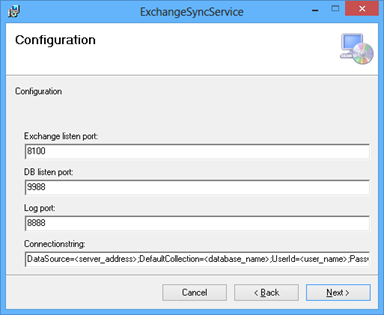 ExchangeSyncService
Configuration
Configuration
Exchange listen port:
8100
DB listen port:
9988
Log port:
8888
Connectionstring:
DataSource=<server_address>;DefaultCollection=<database_name>;UserId=<user_name>;Passv
Cancel
< Back
Next >